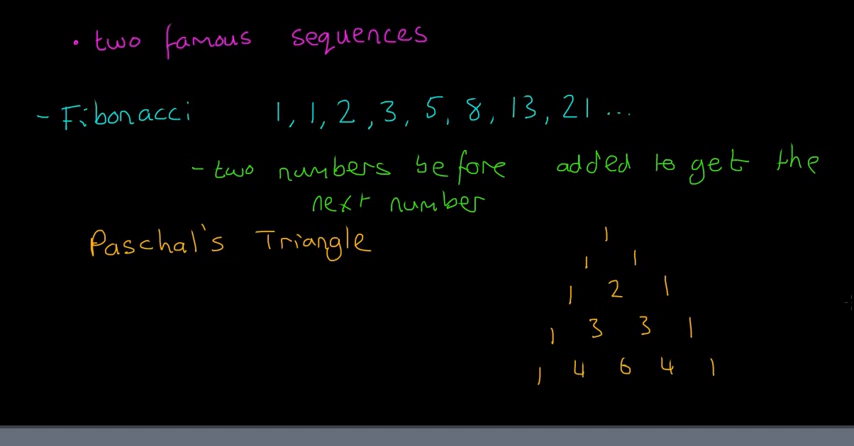 • two famous sequences
- Fibonacci 1, 1, 2, 3, 5, 8, 13, 21 ...
- two numbers before added to get the
next number
Paschal's Triangle
1
1 1
1 2 1
1 3 3 1
1 4 6 4 1